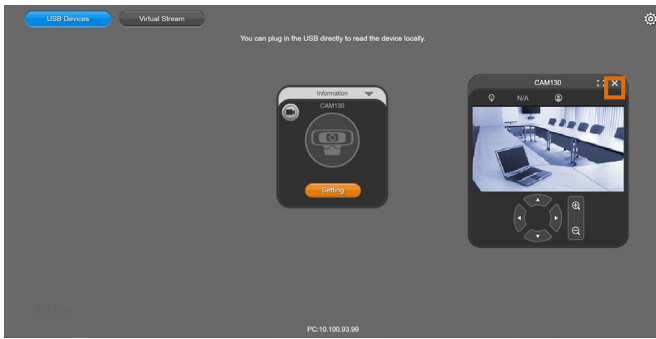 USB Devices
Virtual Stream
You can plug in the USB directly to read the device locally.
Information
CAM130
Setting
CAM130
N/A
PC:10.100.93.99